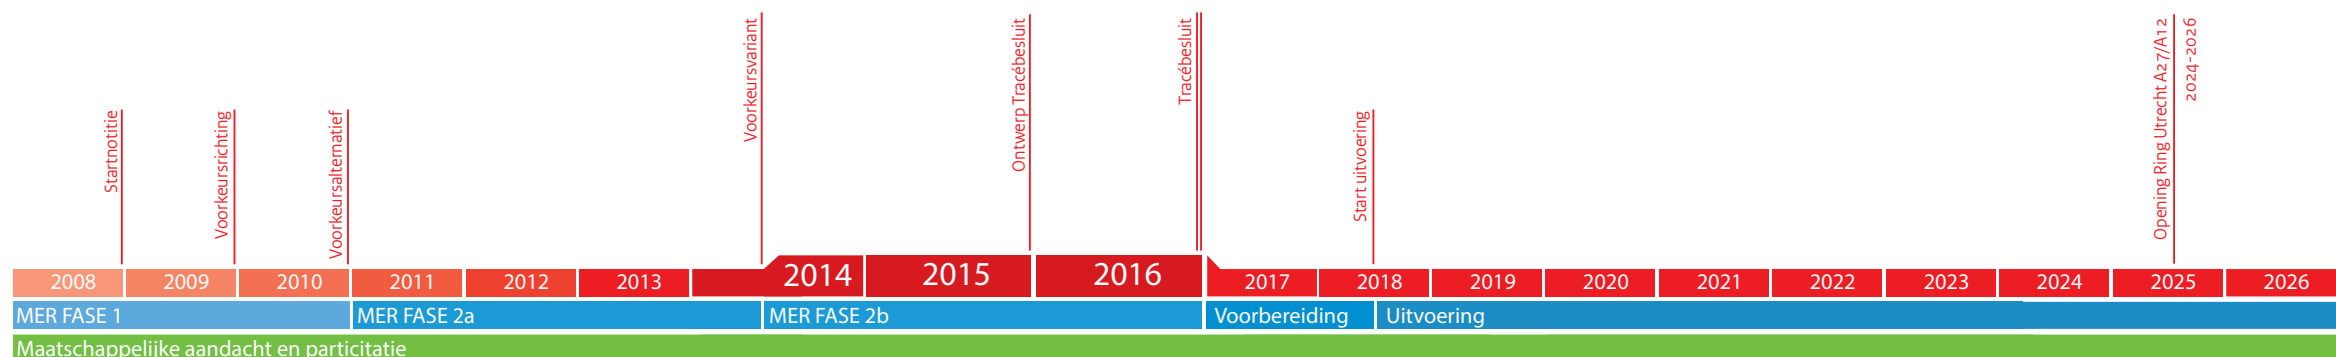 Startnotitie
Voorkeursrichting
Voorkeursalternatief
Voorkeursvariant
Ontwerp Tracébesluit
Tracébesluit
Start uitvoering
Opening Ring Utrecht A27/A12
2024-2026
2008 2009 2010 2011 2012 2013 2014 2015 2016 2017 2018 2019 2020 2021 2022 2023 2024 2025 2026
MER FASE 1 MER FASE 2a MER FASE 2b Voorbereiding Uitvoering
Maatschappelijke aandacht en particitatie